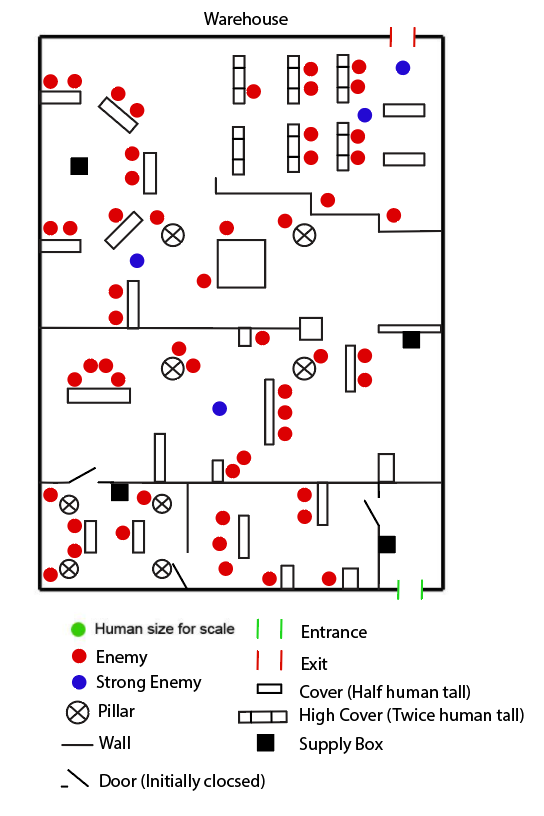 Warehouse
Human size for scale
Enemy
Strong Enemy
Pillar
Wall
Door (Initially clocsed)
Entrance
Exit
Cover (Half human tall)
High Cover (Twice human tall)
Supply Box